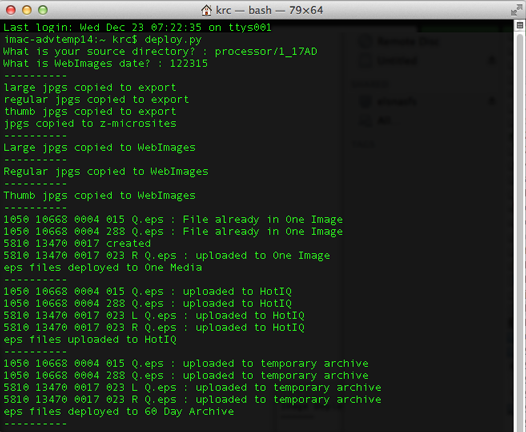 krc — bash — 79×64
Last login: Wed Dec 23 07:22:35 on ttys001
imac-advtemp14:~ krc$ deploy.py
What is your source directory? : processor/1_17AD
What is WebImages date? : 122315
----------
large jpgs copied to export
regular jpgs copied to export
thumb jpgs copied to export
jpgs copied to z-microsites
----------
Large jpgs copied to WebImages
----------
Regular jpgs copied to WebImages
----------
Thumb jpgs copied to WebImages
----------
1050 10668 0004 015 Q.eps : File already in One Image
1050 10668 0004 288 Q.eps : File already in One Image
5810 13470 0017 created
5810 13470 0017 023 R Q.eps : uploaded to One Image
eps files deployed to One Media
----------
1050 10668 0004 015 Q.eps : uploaded to HotIQ
1050 10668 0004 288 Q.eps : uploaded to HotIQ
5810 13470 0017 023 L Q.eps : uploaded to HotIQ
5810 13470 0017 023 R Q.eps : uploaded to HotIQ
eps files uploaded to HotIQ
----------
1050 10668 0004 015 Q.eps : uploaded to temporary archive
1050 10668 0004 288 Q.eps : uploaded to temporary archive
5810 13470 0017 023 L Q.eps : uploaded to temporary archive
5810 13470 0017 023 R Q.eps : uploaded to temporary archive
eps files deployed to 60 Day Archive
----------